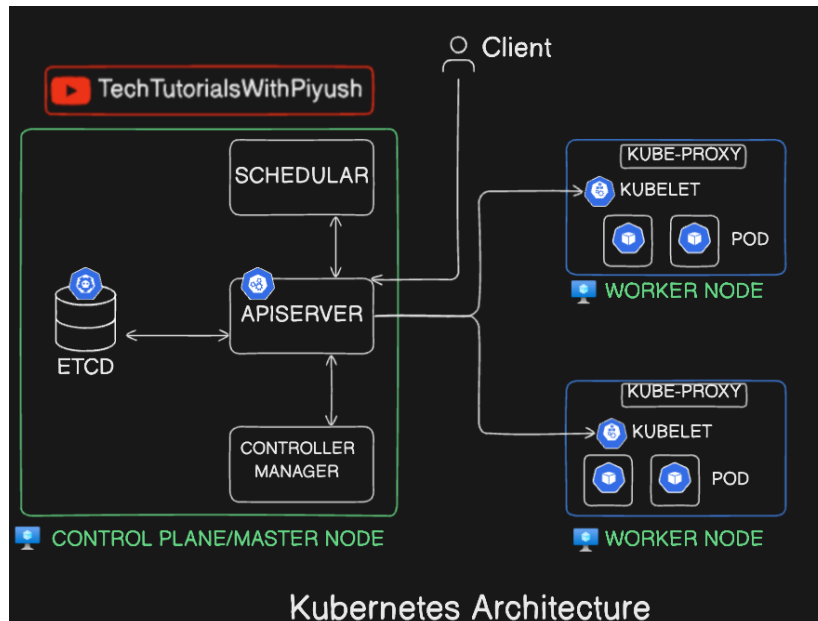 Client
TechTutorialsWithPiyush
SCHEDULAR
APISERVER
ETCD
CONTROLLER
MANAGER
CONTROL PLANE/MASTER NODE
KUBE-PROXY
KUBELET
POD
WORKER NODE
KUBE-PROXY
KUBELET
POD
WORKER NODE
Kubernetes Architecture